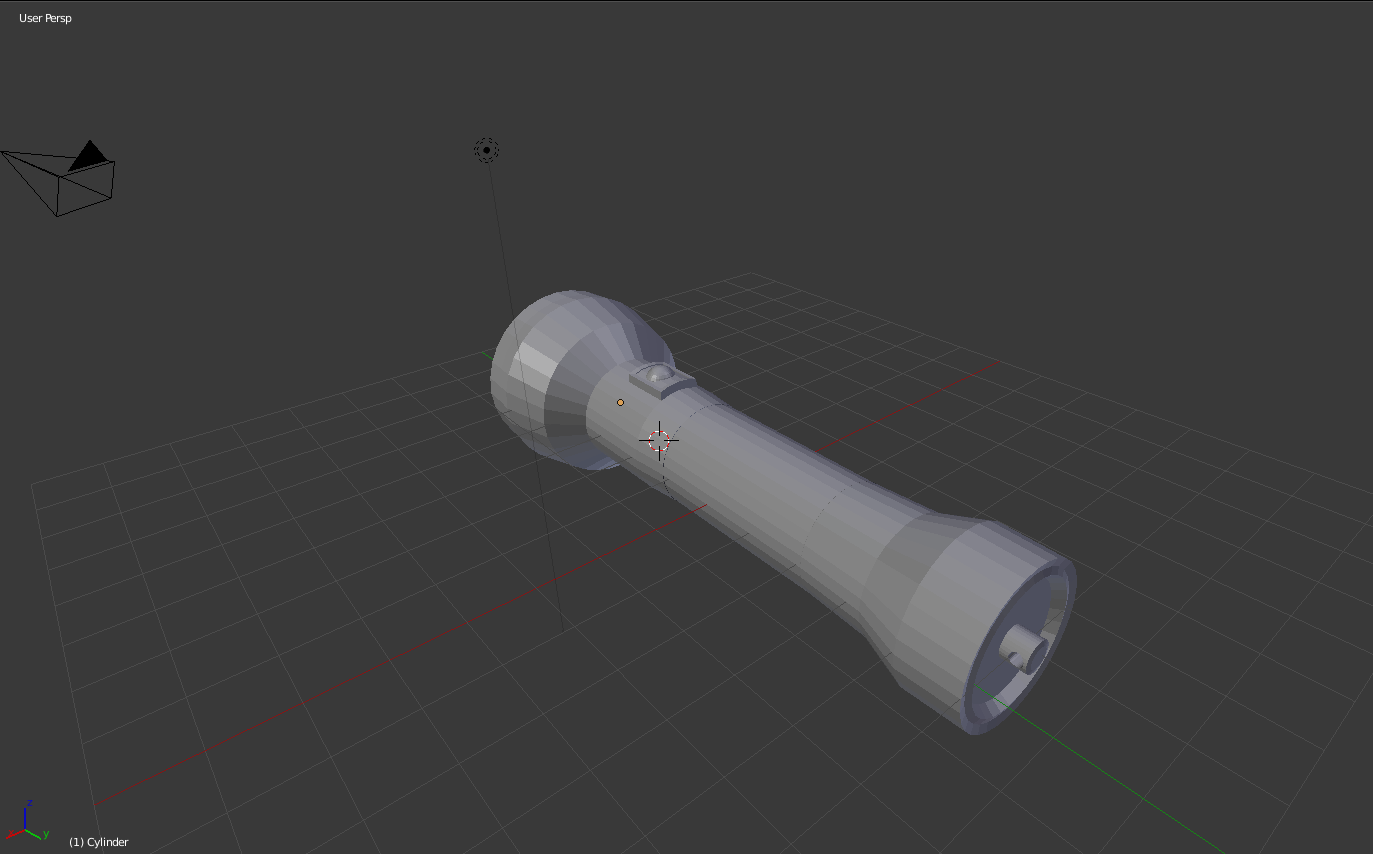 User Persp
z
y
(1) Cylinder